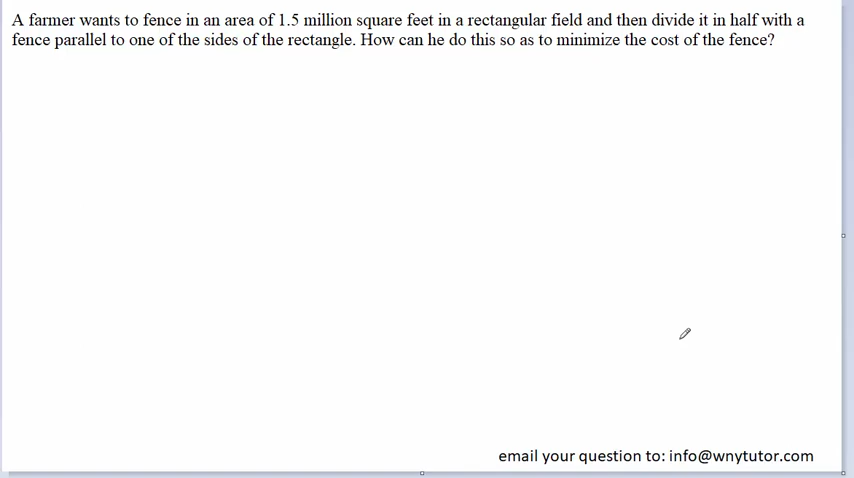 A farmer wants to fence in an area of 1.5 million square feet in a rectangular field and then divide it in half with a
fence parallel to one of the sides of the rectangle. How can he do this so as to minimize the cost of the fence?
email your question to: info@wnytutor.com